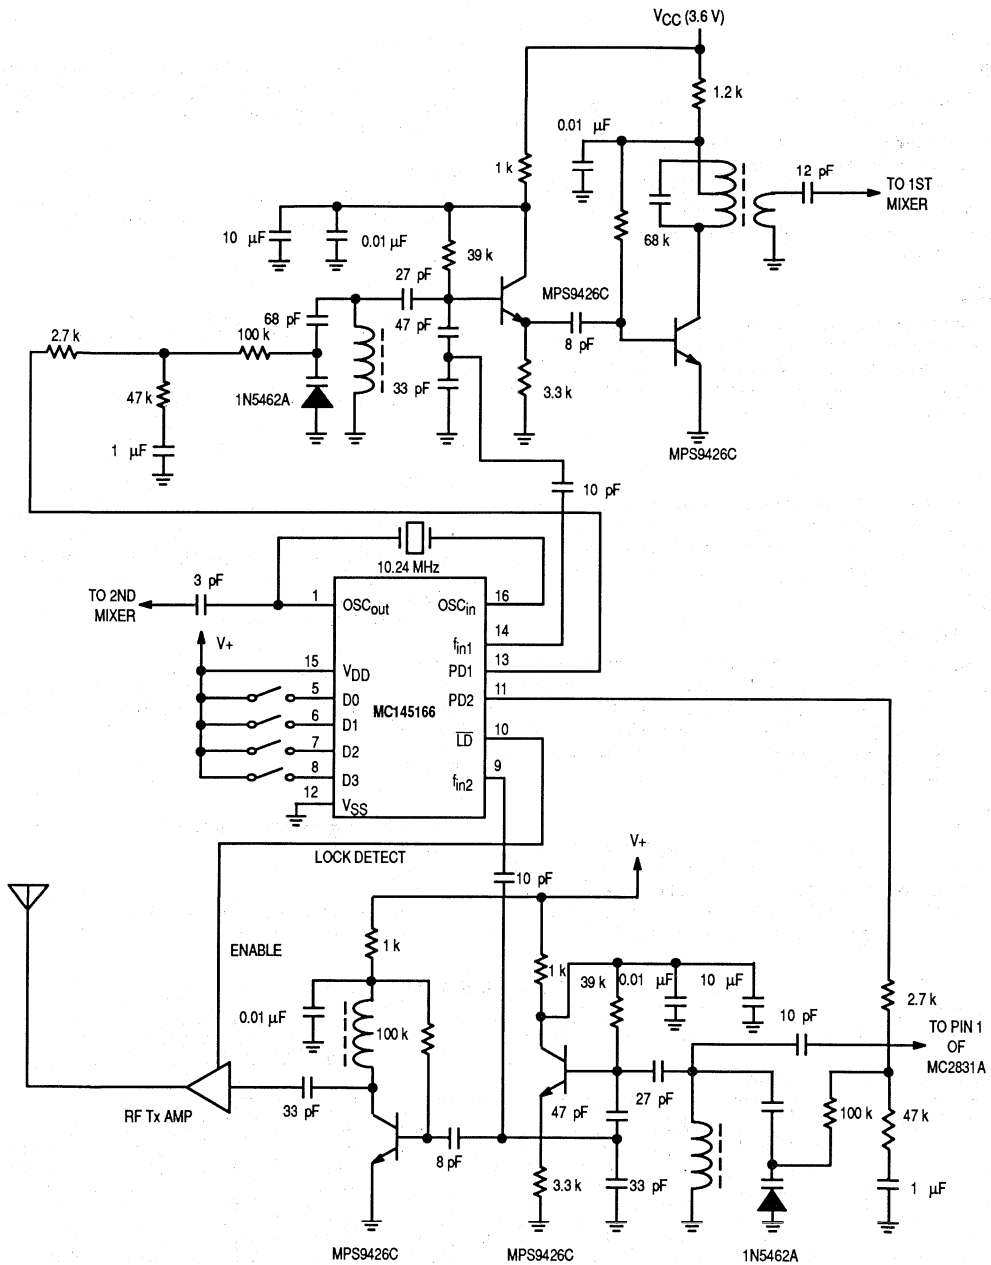 VCC (3.6 V)
1.2 k
0.01 µF
1 k
12 pF
TO 1ST
MIXER
10 µF
0.01 µF
39 k
68 k
27 pF
MPS9426C
68 pF
47 pF
2.7 k
100 k
8 pF
47 k
1N5462A
33 pF
3.3 k
1 µF
MPS9426C
10 pF
10.24 MHz
3 pF
TO 2ND
MIXER
1
OSCout
OSCin
16
V+
fin1
14
15
VDD
PD1
13
5
D0
MC145166
PD2
11
6
D1
LD
10
7
D2
8
D3
fin2
9
12
VSS
LOCK DETECT
V+
10 pF
ENABLE
1 k
1 k
39 k
0.01 µF
10 µF
2.7 k
0.01 µF
100 k
10 pF
TO PIN 1
OF
MC2831A
RF Tx AMP
33 pF
47 pF
27 pF
100 k
47 k
8 pF
3.3 k
33 pF
1 µF
MPS9426C
MPS9426C
1N5462A